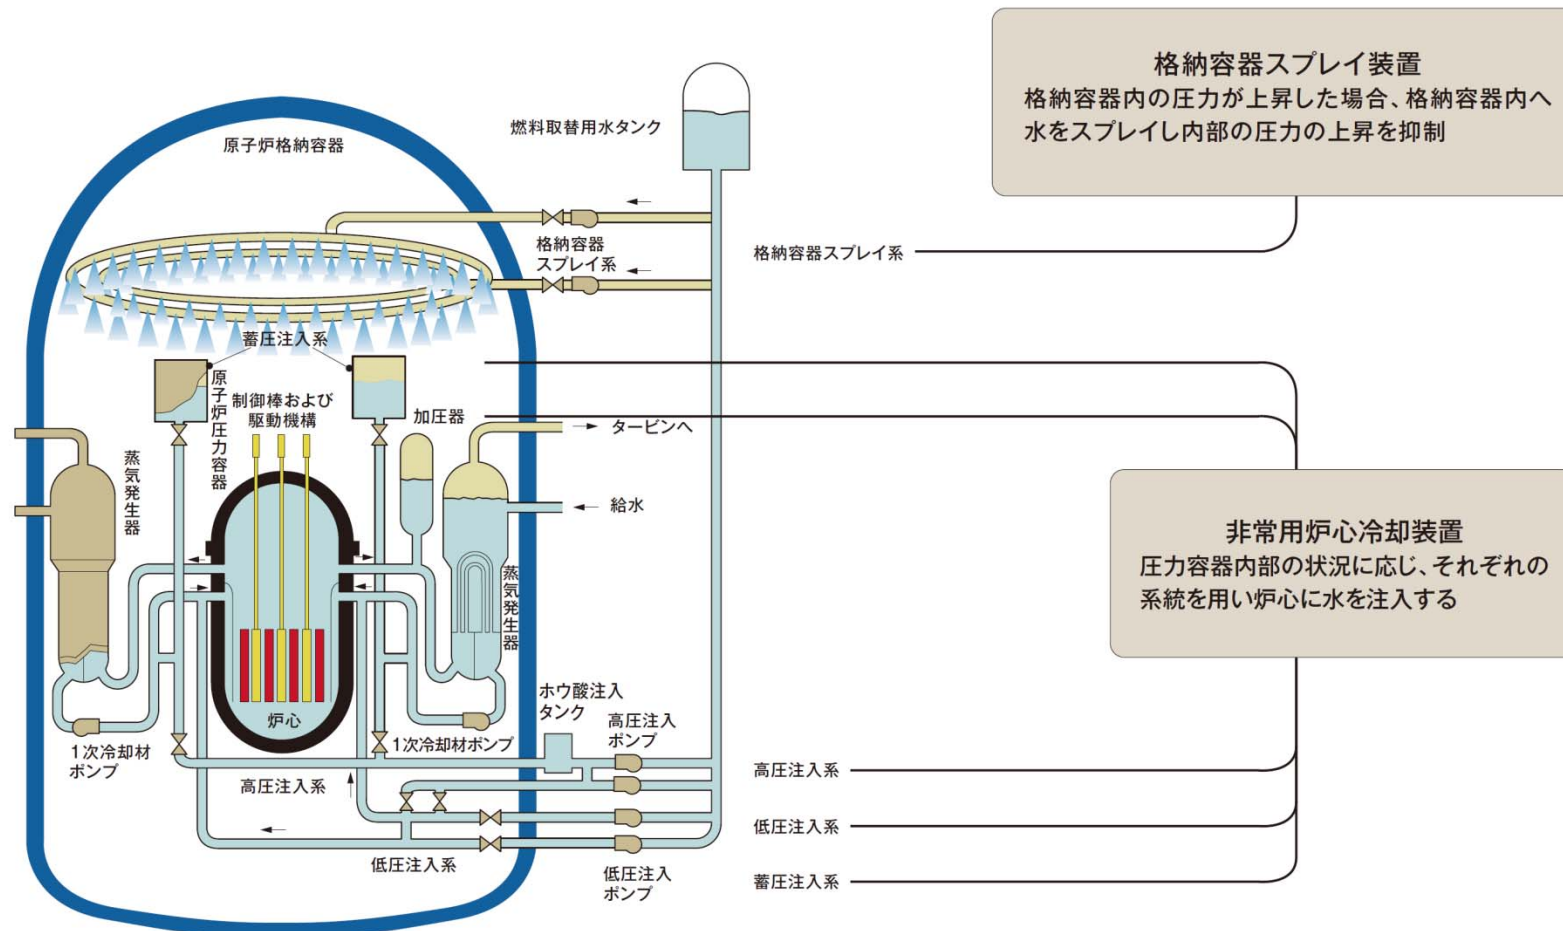 格納容器スプレイ装置
格納容器内の圧力が上昇した場合、格納容器内へ
水をスプレイし内部の圧力の上昇を抑制
燃料取替用水タンク
原子炉格納容器
格納容器
スプレイ系
格納容器スプレイ系
蓄圧注入系
原子炉圧力容器
制御棒および
駆動機構
加圧器
タービンへ
蒸気発生器
給水
非常用炉心冷却装置
圧力容器内部の状況に応じ、それぞれの
系統を用い炉心に水を注入する
蒸気発生器
炉心
ホウ酸注入
タンク
高圧注入
ポンプ
1次冷却材
ポンプ
1次冷却材ポンプ
高圧注入系
高圧注入系
低圧注入系
低圧注入系
低圧注入
ポンプ
蓄圧注入系